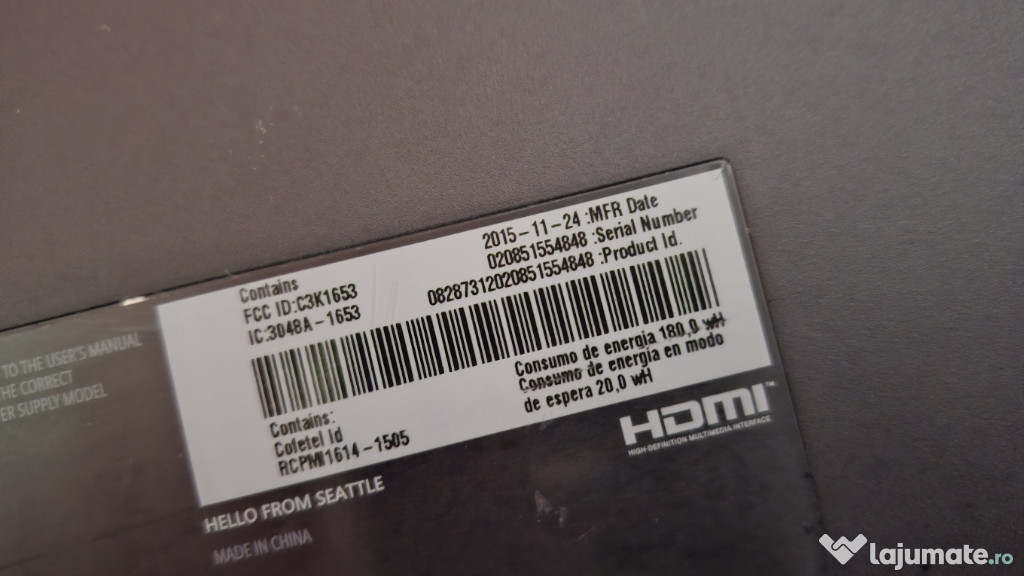 2015-11-24 :MFR Date
020851554848 :Serial Number
08287312020851554848 :Product Id.
Contains
FCC ID:C3K1653
IC:3048A-1653
Contains:
Cofetel Id
RCPMI1614-1505
Consumo de energia 180,0 wH
Consumo de energia en modo
de espera 20,0 wH
TO THE USER'S MANUAL
THE CORRECT
ER SUPPLY MODEL
HDMI™
HIGH-DEFINITION MULTIMEDIA INTERFACE
HELLO FROM SEATTLE
MADE IN CHINA
lajumate.ro